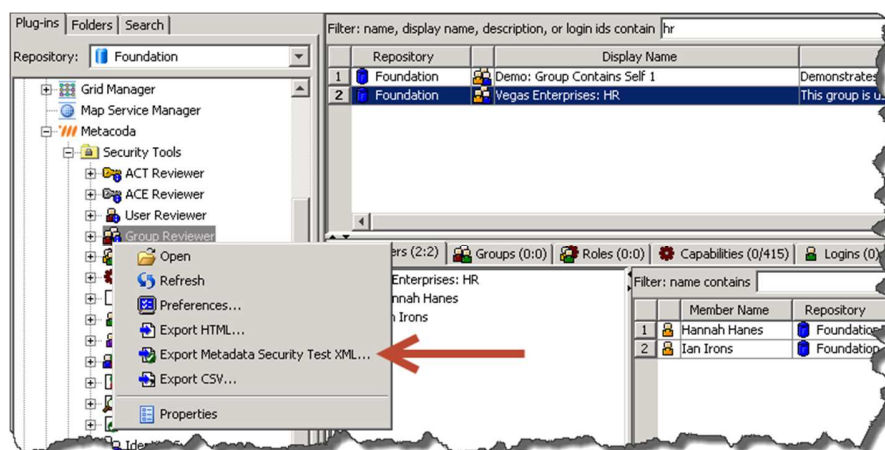 Plug-ins Folders Search
Repository: Foundation
Grid Manager
Map Service Manager
Metacoda
Security Tools
ACT Reviewer
ACE Reviewer
User Reviewer
Group Reviewer
Open
Refresh
Preferences...
Export HTML...
Export Metadata Security Test XML...
Export CSV...
Properties
Filter: name, display name, description, or login ids contain hr
Repository Display Name
1 Foundation Demo: Group Contains Self 1 Demonstrates
2 Foundation Vegas Enterprises: HR This group is u
ers (2:2) Groups (0:0) Roles (0:0) Capabilities (0/415) Logins (0)
Enterprises: HR
nnah Hanes
n Irons
Filter: name contains
Member Name Repository
1 Hannah Hanes Foundation
2 Ian Irons Foundation